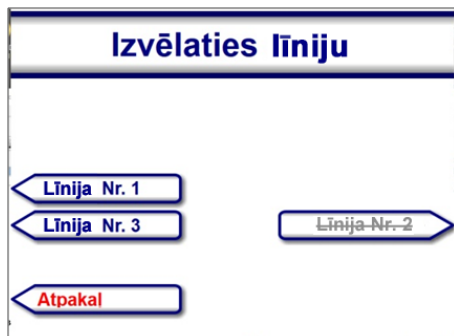 Izvēlaties līniju
Līnija Nr. 1
Līnija Nr. 3
Līnija Nr. 2
Atpakaļ